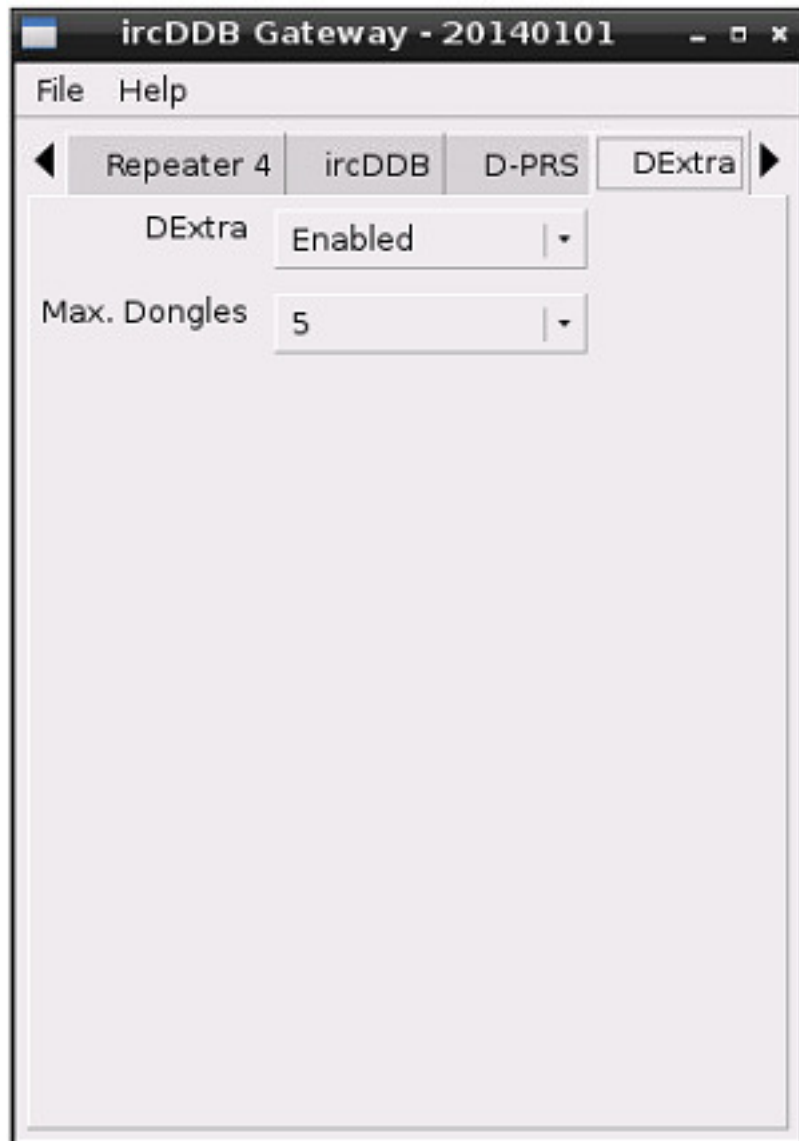 ircDDB Gateway - 20140101
File Help
Repeater 4 ircDDB D-PRS DExtra
DExtra Enabled
Max. Dongles 5